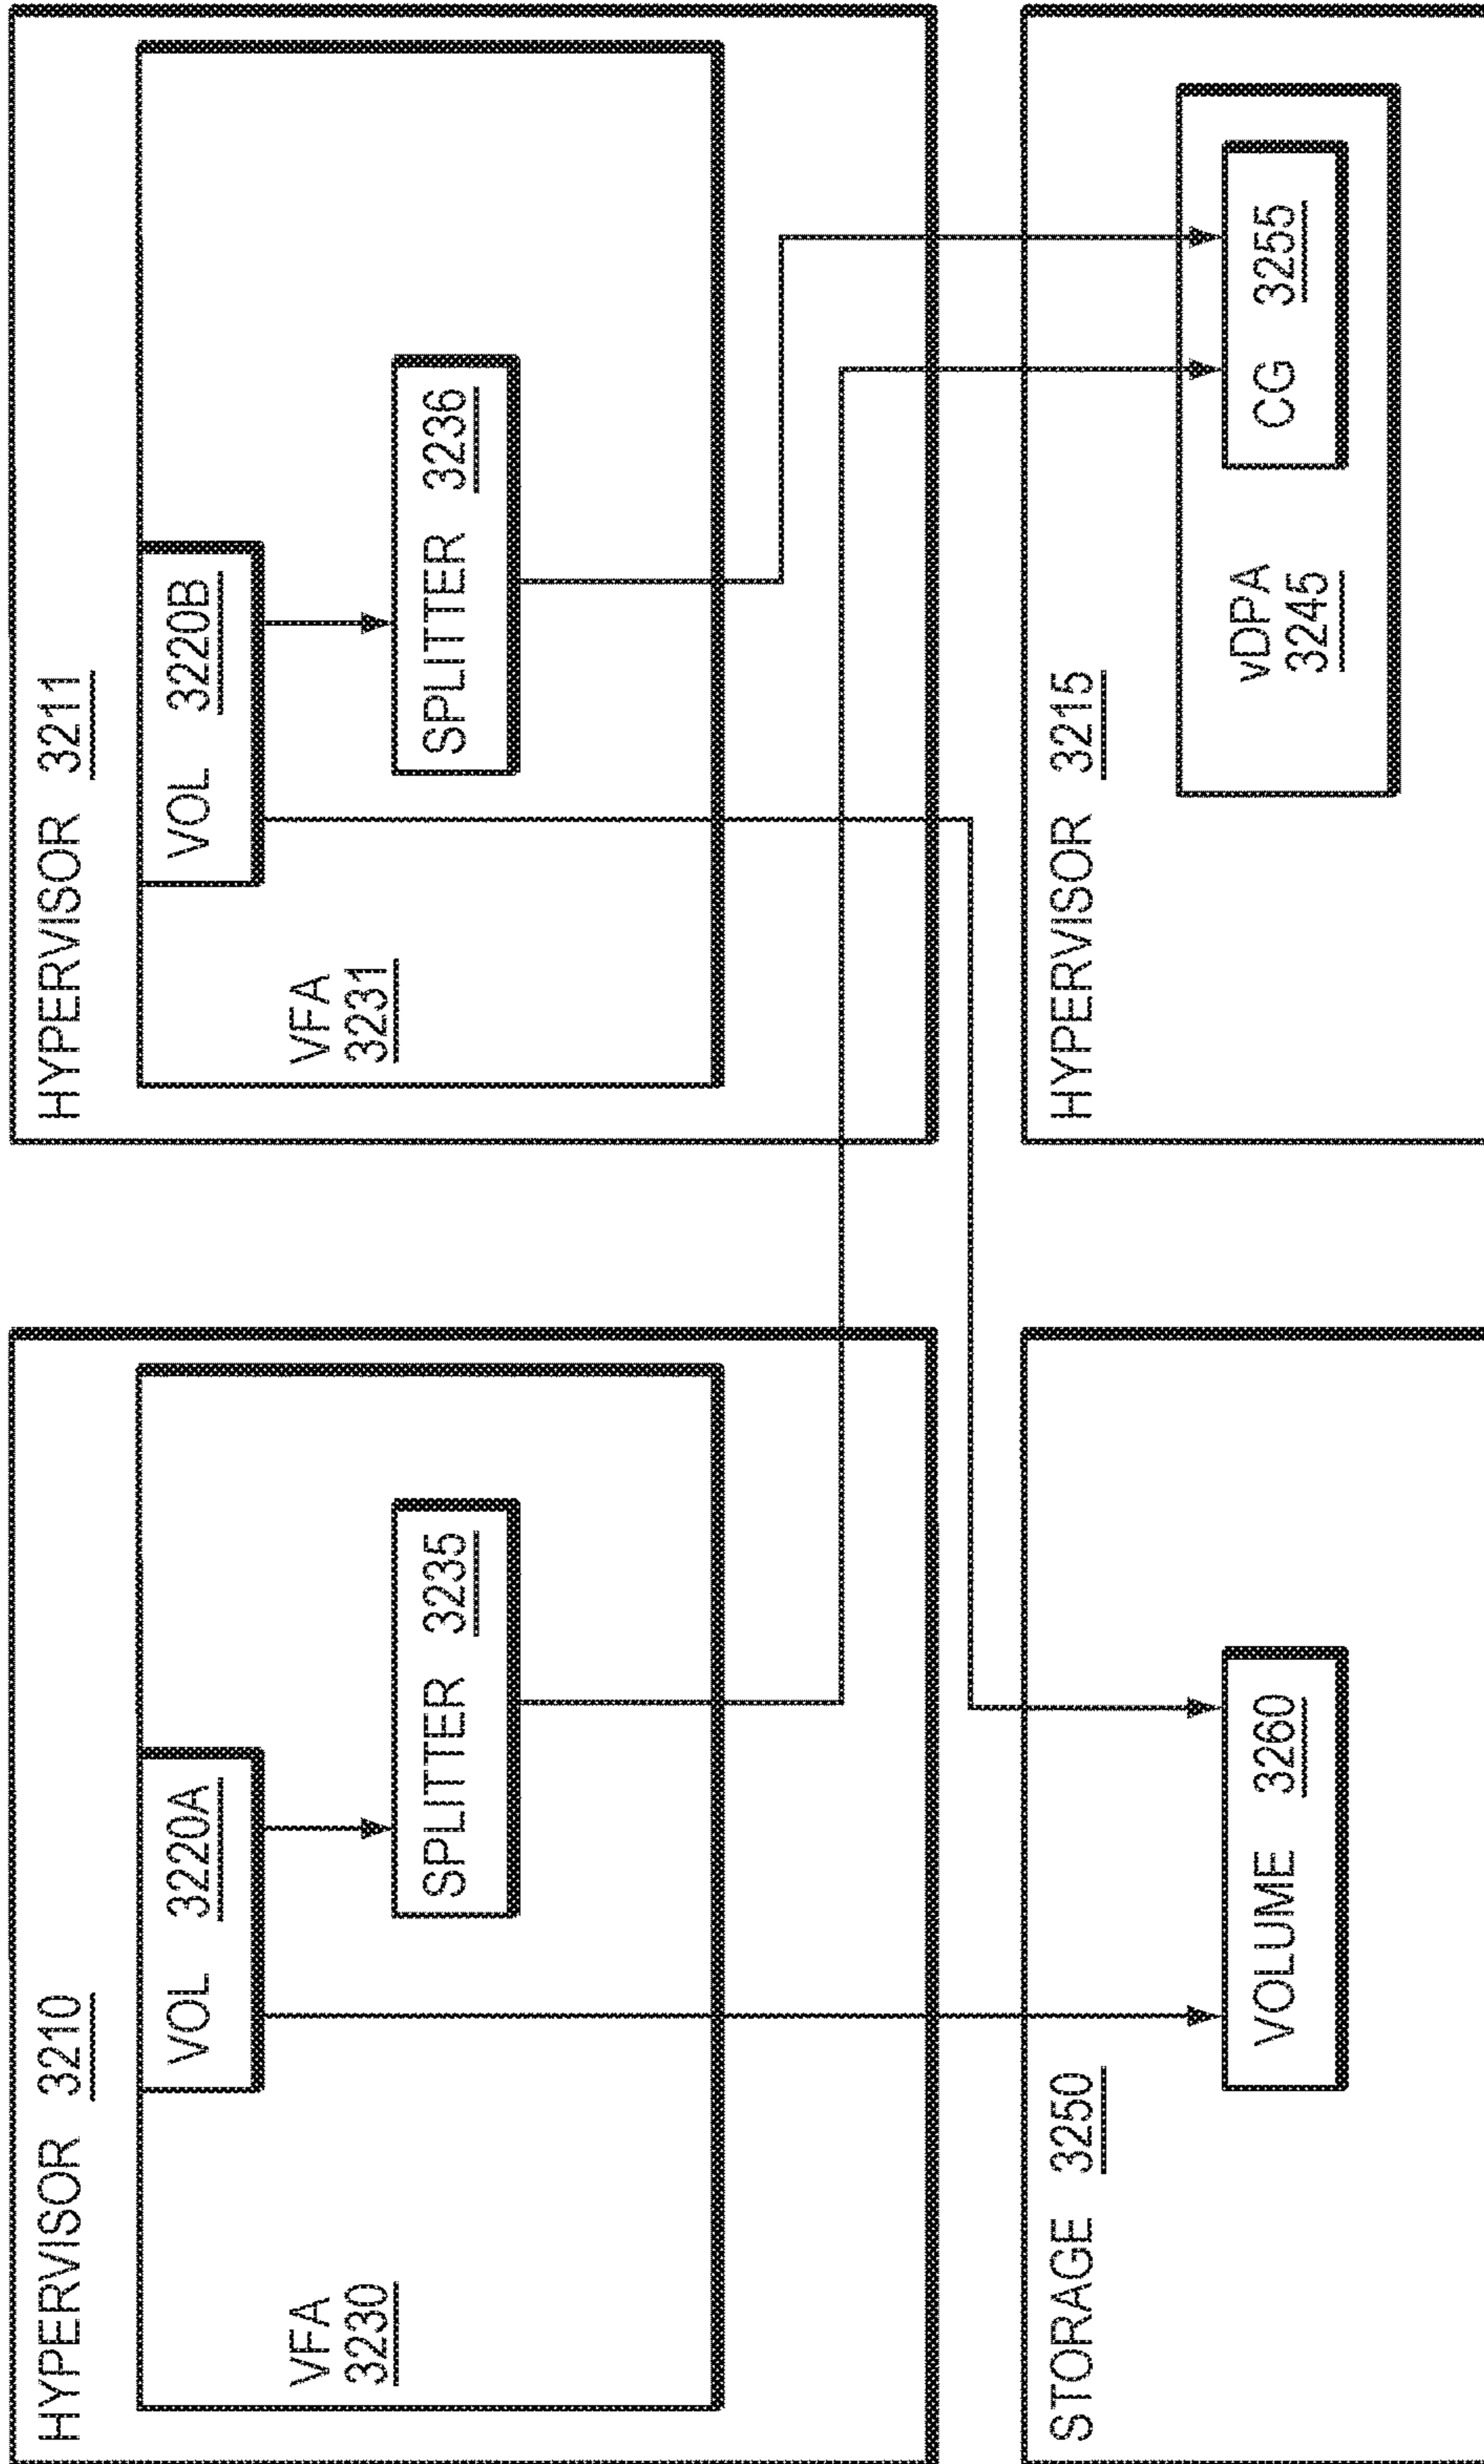 HYPERVISOR 3210
VOL 3220A
VFA
3230
SPLITTER 3235
HYPERVISOR 3211
VOL 3220B
VFA
3231
SPLITTER 3236
STORAGE 3250
VOLUME 3260
HYPERVISOR 3215
vDPA
3245
CG 3255